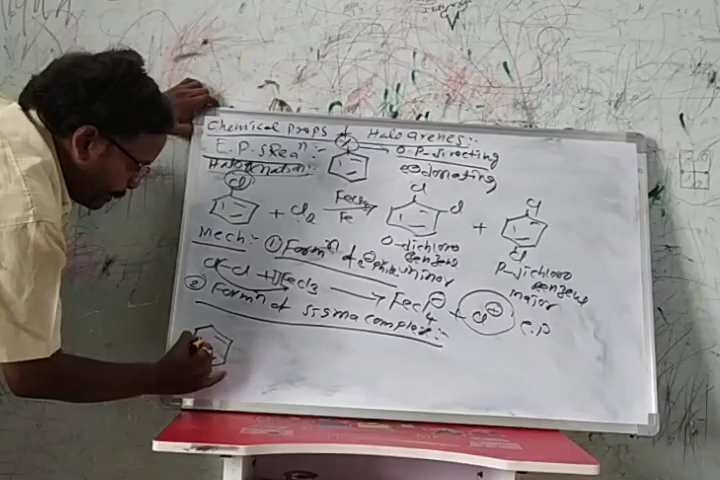 Chemical Props of Haloarenes:-
E.P.S Reaⁿ:- X → O-P-directing
Halogenation:- e⊖donating
Cl + Cl₂ FeCl₃ / Fe → Cl Cl + Cl Cl
O-dichloro Benzene minor
P-dichloro Benzene major
Mech:- ① Formⁿ of e⊖phile
Cl-Cl + FeCl₃ → FeCl₄⊖ + Cl⊕ E.P
② Formⁿ of sigma complex:-